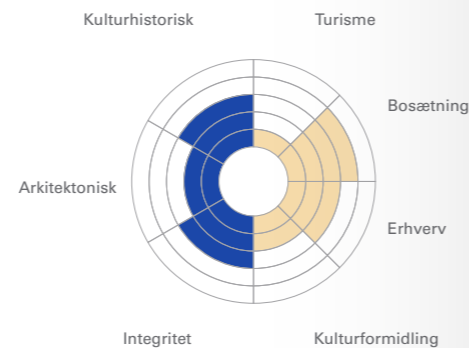 Kulturhistorisk
Turisme
Bosætning
Arkitektonisk
Erhverv
Integritet
Kulturformidling